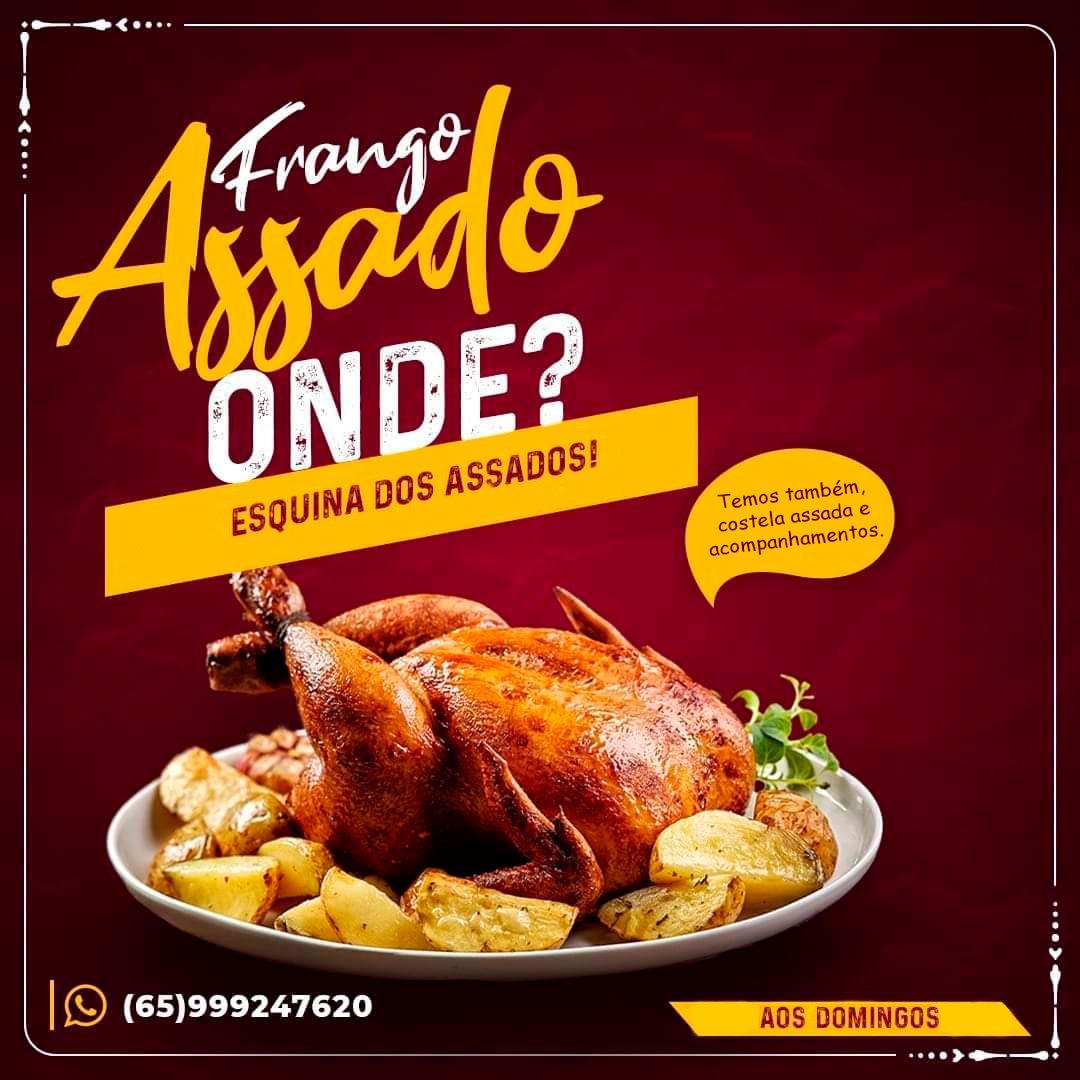 Frango
Assado
ONDE?
ESQUINA DOS ASSADOS!
Temos também,
costela assada e
acompanhamentos.
(65)999247620
AOS DOMINGOS